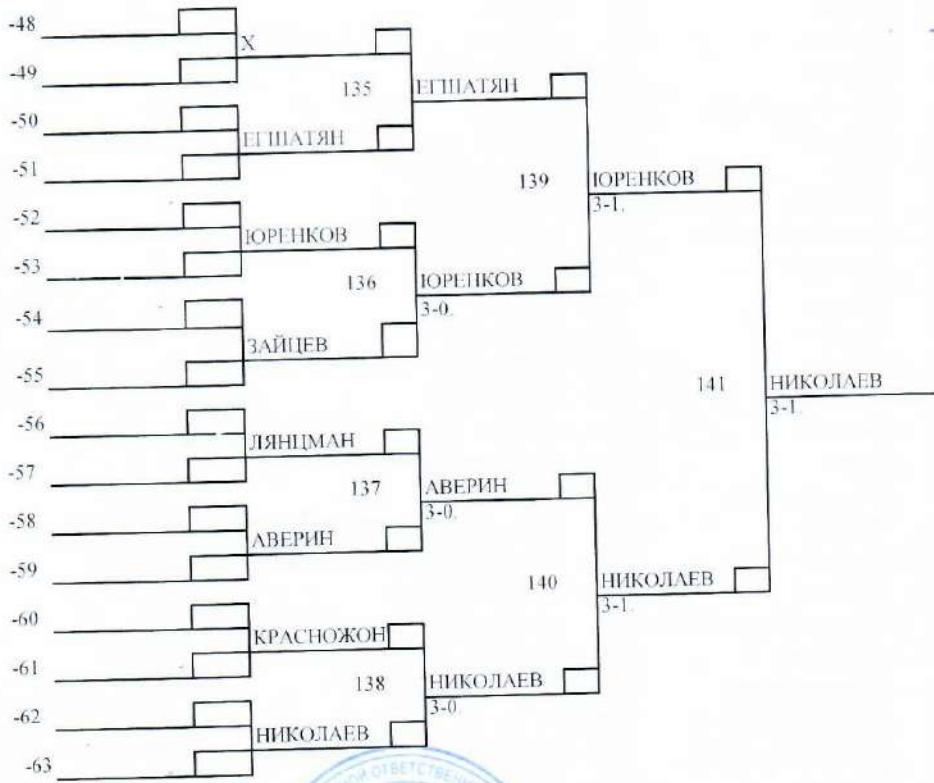 -48
X
-49
135
ЕГШАТЯН
-50
ЕГШАТЯН
-51
139
ЮРЕНКОВ
3-1.
-52
ЮРЕНКОВ
-53
136
ЮРЕНКОВ
3-0.
-54
ЗАЙЦЕВ
-55
141
НИКОЛАЕВ
3-1.
-56
ЛЯНЦМАН
-57
137
АВЕРИН
3-0.
-58
АВЕРИН
-59
140
НИКОЛАЕВ
3-1.
-60
КРАСНОЖОН
-61
138
НИКОЛАЕВ
3-0.
-62
НИКОЛАЕВ
-63